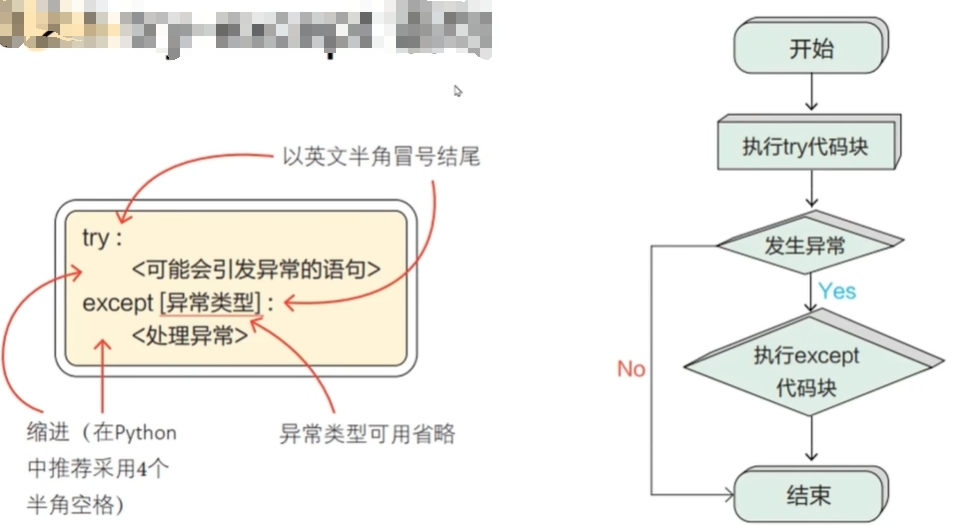 以英文半角冒号结尾
try :
<可能会引发异常的语句>
except [异常类型] :
<处理异常>
缩进（在Python
中推荐采用4个
半角空格)
异常类型可用省略
开始
执行try代码块
发生异常
Yes
No
执行except
代码块
结束